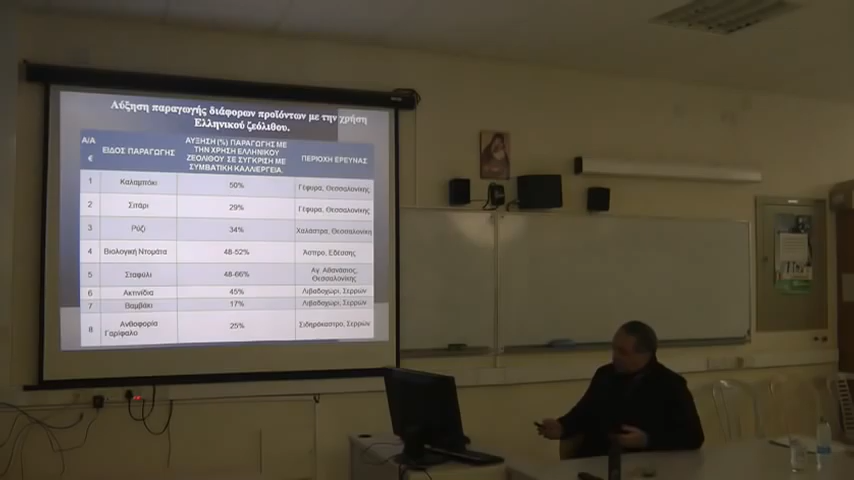 Αύξηση παραγωγής διάφορων προϊόντων με την χρήση
Ελληνικού ζεόλιθου.
Α/Α
€
ΕΙΔΟΣ ΠΑΡΑΓΩΓΗΣ
ΑΥΞΗΣΗ (%) ΠΑΡΑΓΩΓΗΣ ΜΕ
ΤΗΝ ΧΡΗΣΗ ΕΛΛΗΝΙΚΟΥ
ΖΕΟΛΙΘΟΥ ΣΕ ΣΥΓΚΡΙΣΗ ΜΕ
ΣΥΜΒΑΤΙΚΗ ΚΑΛΛΙΕΡΓΕΙΑ.
ΠΕΡΙΟΧΗ ΕΡΕΥΝΑΣ
1 Καλαμπόκι 50% Γέφυρα, Θεσσαλονίκης
2 Σιτάρι 29% Γέφυρα, Θεσσαλονίκης
3 Ρύζι 34% Χαλάστρα, Θεσσαλονίκη
4 Βιολογική Ντομάτα 48-52% Άσπρο, Εδέσσης
5 Σταφύλι 48-66% Αγ. Αθανάσιος,
Θεσσαλονίκης
6 Ακτινίδια 45% Λιβαδοχώρι, Σερρών
7 Βαμβάκι 17% Λιβαδοχώρι, Σερρών
8 Ανθοφορία
Γαρίφαλο 25% Σιδηρόκαστρο, Σερρών